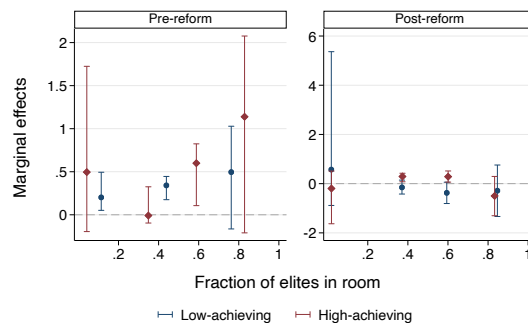 Pre-reform
Post-reform
Marginal effects
2
1.5
1
.5
0
6
4
2
0
-2
.2 .4 .6 .8 1
.2 .4 .6 .8 1
Fraction of elites in room
Low-achieving High-achieving